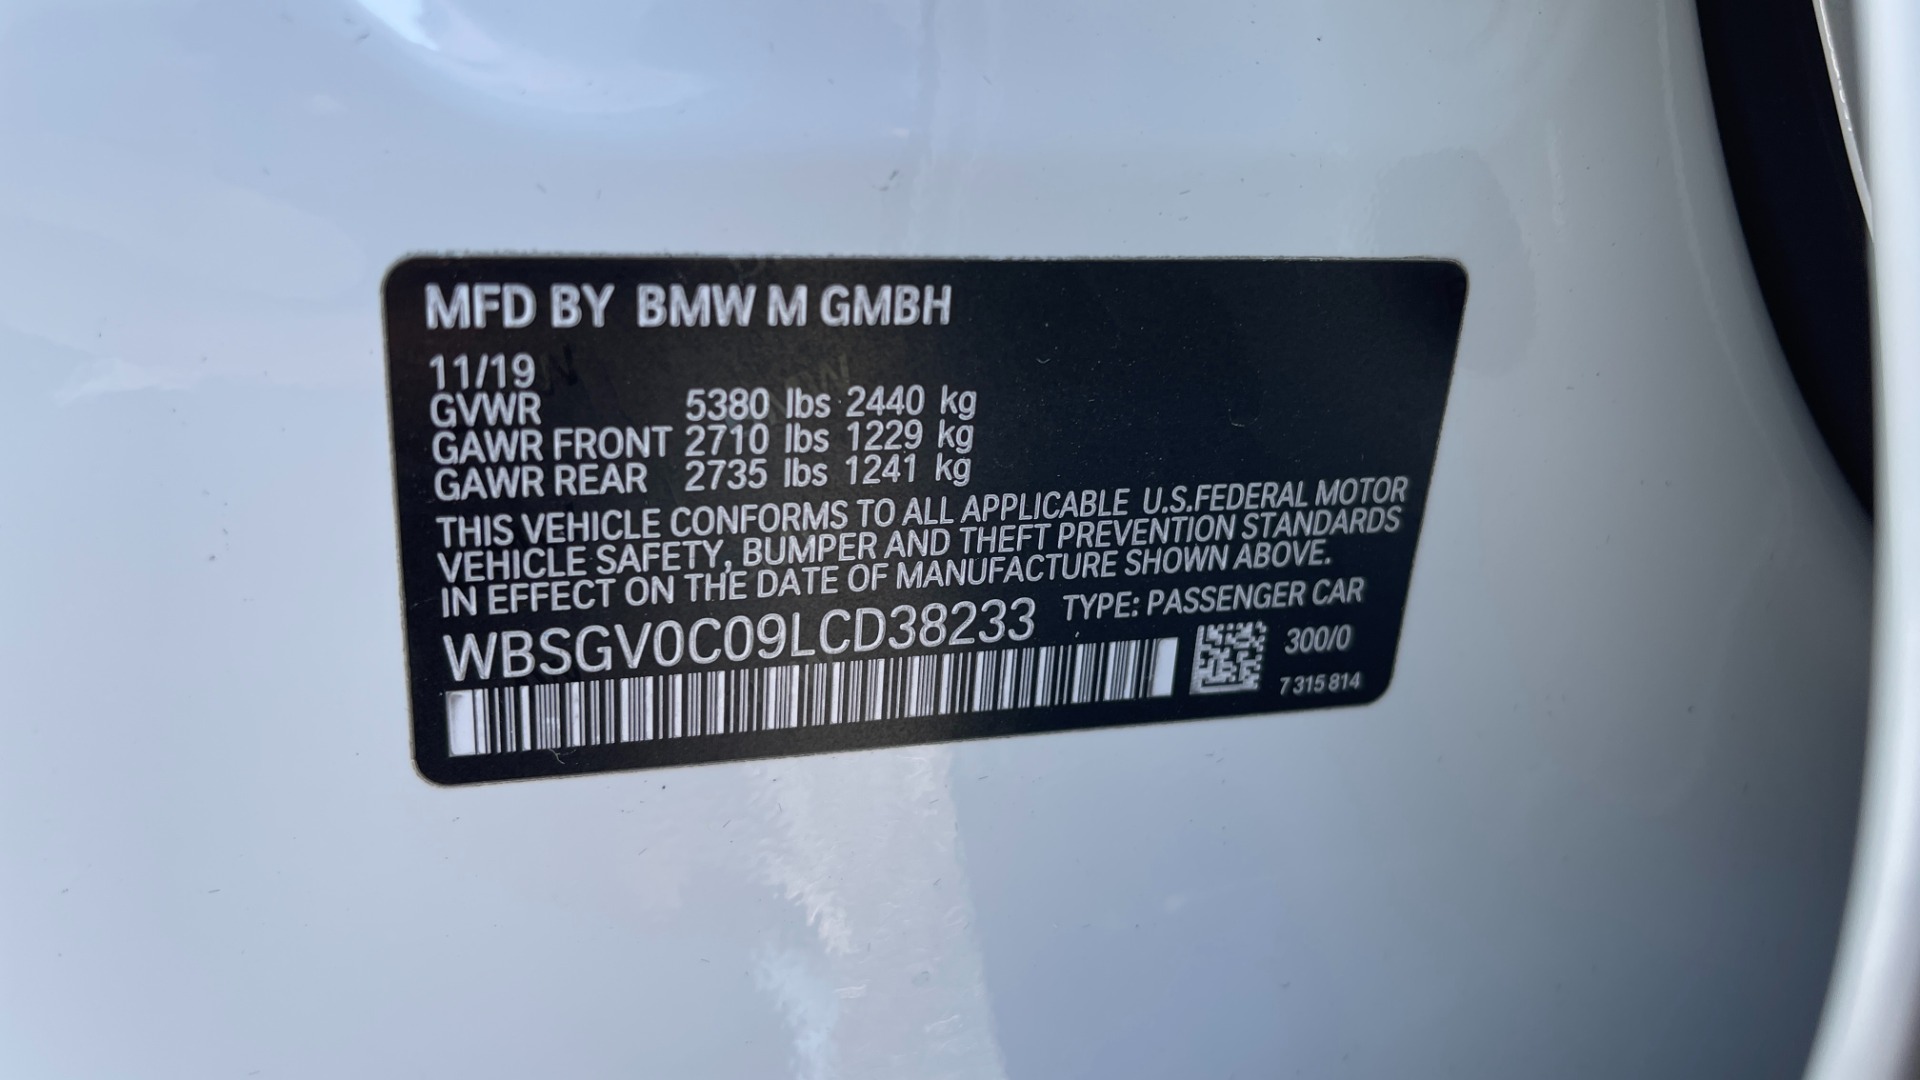 MFD BY BMW M GMBH
11/19
GVWR 5380 lbs 2440 kg
GAWR FRONT 2710 lbs 1229 kg
GAWR REAR 2735 lbs 1241 kg
THIS VEHICLE CONFORMS TO ALL APPLICABLE U.S.FEDERAL MOTOR
VEHICLE SAFETY, BUMPER AND THEFT PREVENTION STANDARDS
IN EFFECT ON THE DATE OF MANUFACTURE SHOWN ABOVE.
WBSGV0C09LCD38233 TYPE: PASSENGER CAR
300/0
7 315 814